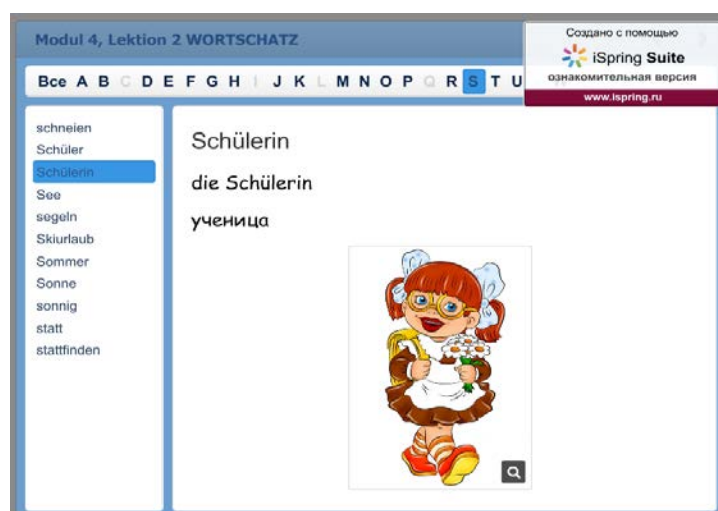 Modul 4, Lektion 2 WORTSCHATZ
Создано с помощью
iSpring Suite
ознакомительная версия
www.ispring.ru
Все A B C D E F G H I J K L M N O P Q R S T U
schneien
Schüler
Schülerin
See
segeln
Skiurlaub
Sommer
Sonne
sonnig
statt
stattfinden
Schülerin
die Schülerin
ученица